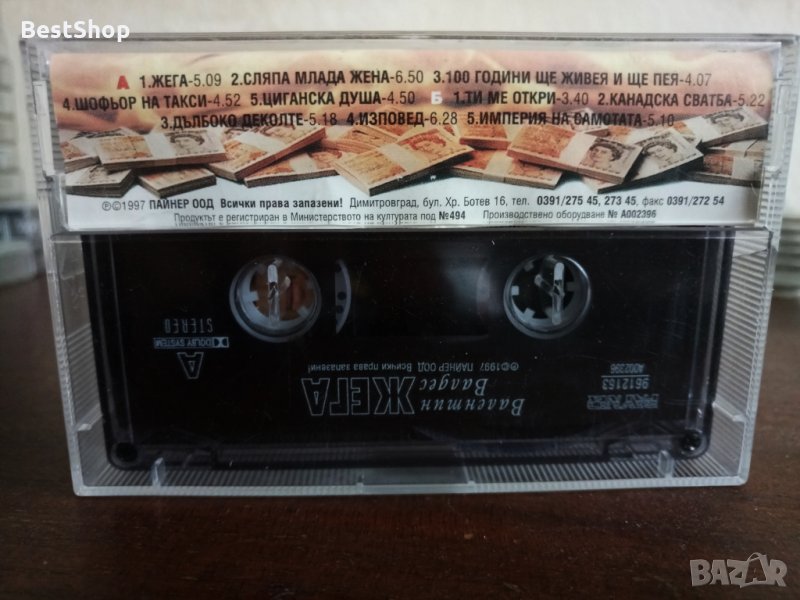 BestShop
А 1.ЖЕГА-5.09 2.СЛЯПА МЛАДА ЖЕНА-6.50 3.100 ГОДИНИ ЩЕ ЖИВЕЯ И ЩЕ ПЕЯ-4.07
4.ШОФЬОР НА ТАКСИ-4.52 5.ЦИГАНСКА ДУША-4.50 Б 1.ТИ МЕ ОТКРИ-3.40 2.КАНАДСКА СВАТБА-5.22
3.ДЪЛБОКО ДЕКОЛТЕ-5.18 4.ИЗПОВЕД-6.28 5.ИМПЕРИЯ НА САМОТАТА-5.10
℗©1997 ПАЙНЕР ООД Всички права запазени! Димитровград, бул. Хр. Ботев 16, тел. 0391/275 45, 273 45, факс 0391/272 54
Продуктът е регистриран в Министерството на културата под №494 Производствено оборудване № А002396
STEREO
A
DOLBY SYSTEM
℗©1997 ПАЙНЕР ООД Всички права запазени!
Валентин
Валдес
ЖЕГА
9612163
A002396
BAZAR